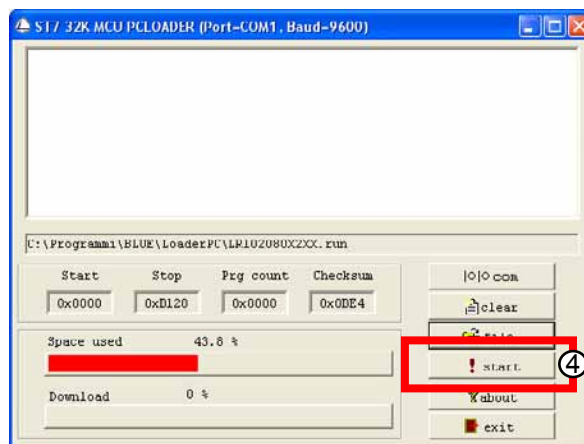 ST7 32K MCU PCLOADER (Port=COM1, Baud=9600)
C:\Programmi\BLUE\LoaderPC\LRI02080X2XX.run
Start Stop Prg count Checksum
0x0000 0xD120 0x0000 0x0DE4
Space used 43.8 %
Download 0 %
|O|O com
clear
! start
④
about
exit